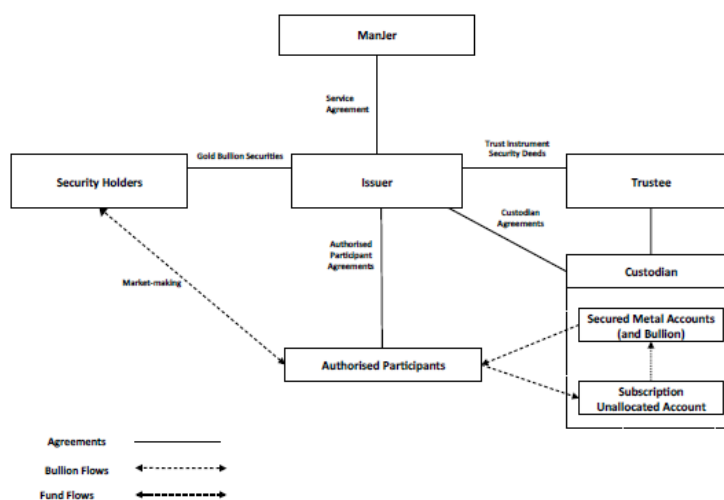 ManJer
Service
Agreement
Gold Bullion Securities
Trust Instrument
Security Deeds
Security Holders
Issuer
Trustee
Custodian
Agreements
Authorised
Participant
Agreements
Custodian
Market-making
Secured Metal Accounts
(and Bullion)
Authorised Participants
Subscription
Unallocated Account
Agreements
Bullion Flows
Fund Flows